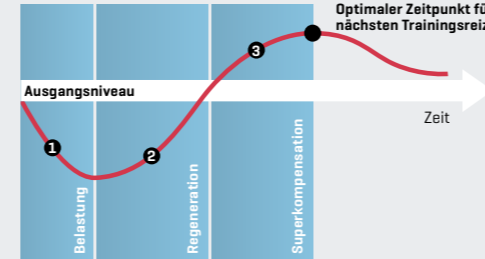 Optimaler Zeitpunkt fü
nächsten Trainingsreiz
Ausgangsniveau
3
Zeit
1
2
Belastung
Regeneration
Superkompensation